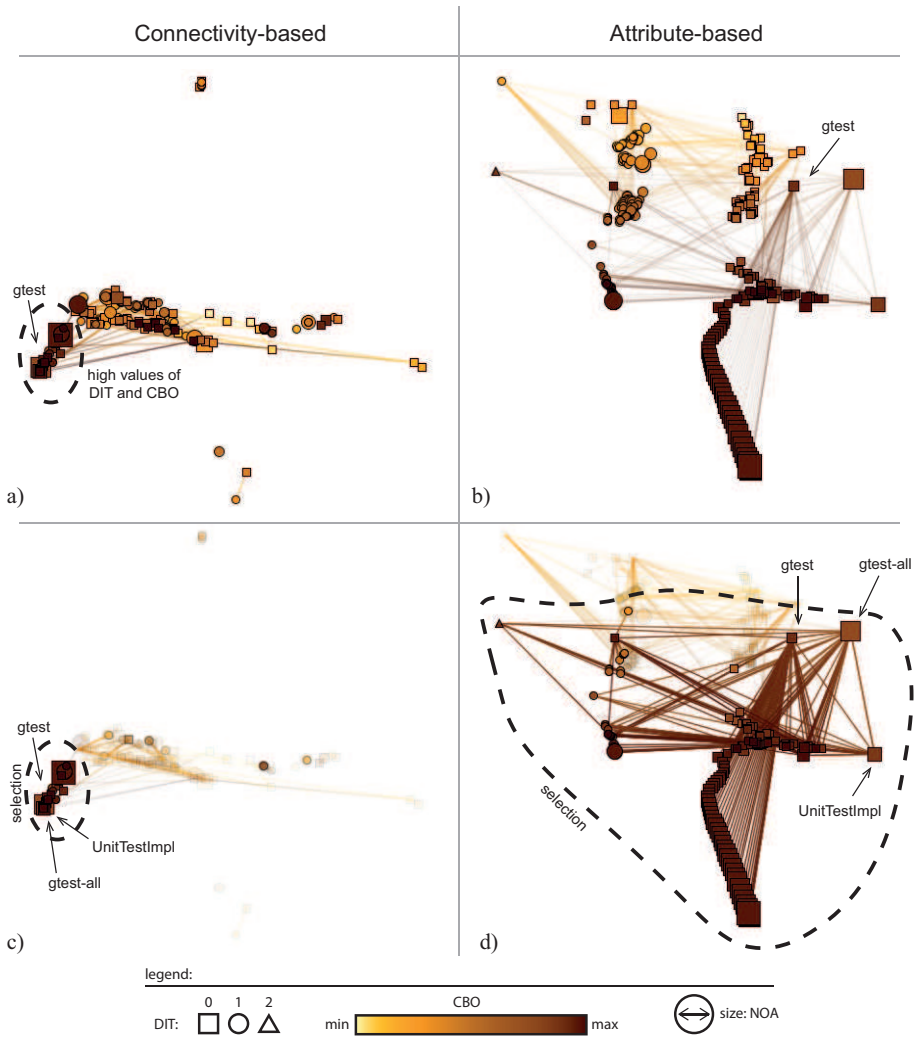 Connectivity-based
Attribute-based
gtest
high values of
DIT and CBO
a)
gtest
b)
gtest
selection
UnitTestImpl
gtest-all
c)
gtest
gtest-all
UnitTestImpl
selection
d)
legend:
0 1 2
DIT:
CBO
min
max
size: NOA